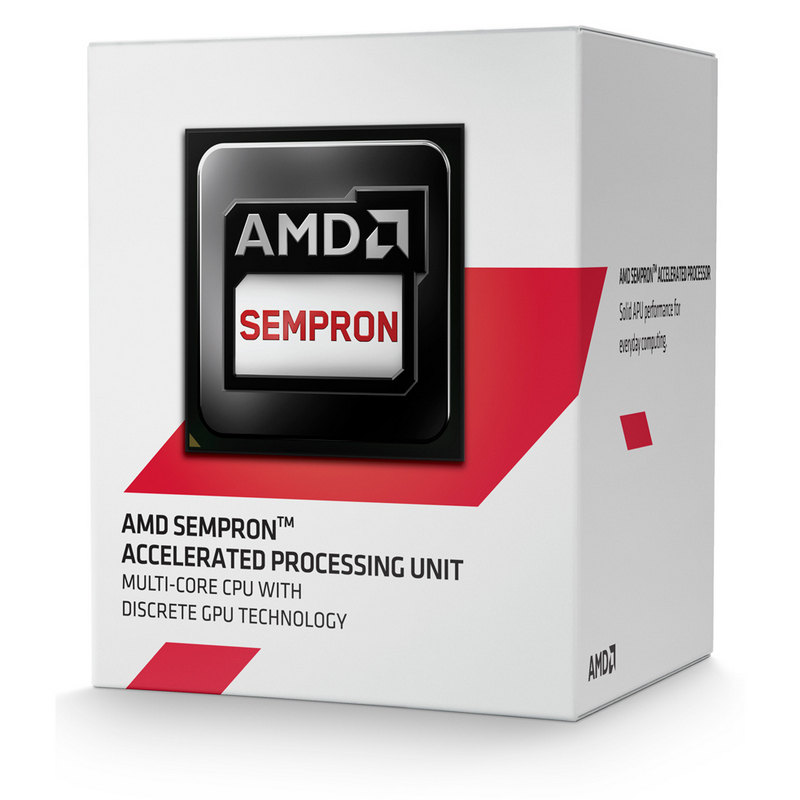 AMD
SEMPRON
AMD SEMPRON™
ACCELERATED PROCESSING UNIT
MULTI-CORE CPU WITH
DISCRETE GPU TECHNOLOGY
AMD SEMPRON™ ACCELERATED PROCESSOR
Solid APU performance for
everyday computing.
AMD